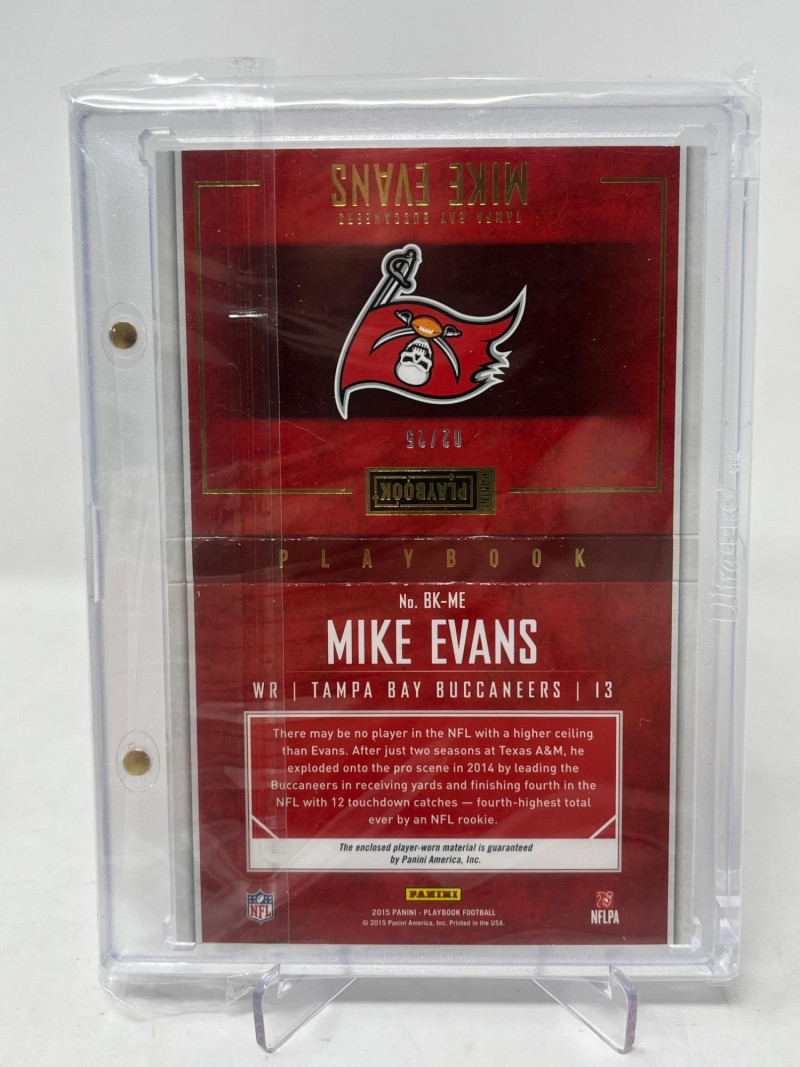 MIKE EVANS
TAMPA BAY BUCCANEERS
02/25
PANINI
PLAYBOOK
PLAYBOOK
No. BK-ME
MIKE EVANS
WR | TAMPA BAY BUCCANEERS | 13
There may be no player in the NFL with a higher ceiling
than Evans. After just two seasons at Texas A&M, he
exploded onto the pro scene in 2014 by leading the
Buccaneers in receiving yards and finishing fourth in the
NFL with 12 touchdown catches — fourth-highest total
ever by an NFL rookie.
The enclosed player-worn material is guaranteed
by Panini America, Inc.
PANINI
NFL
NFLPA
2015 PANINI - PLAYBOOK FOOTBALL
© 2015 Panini America, Inc. Printed in the USA.